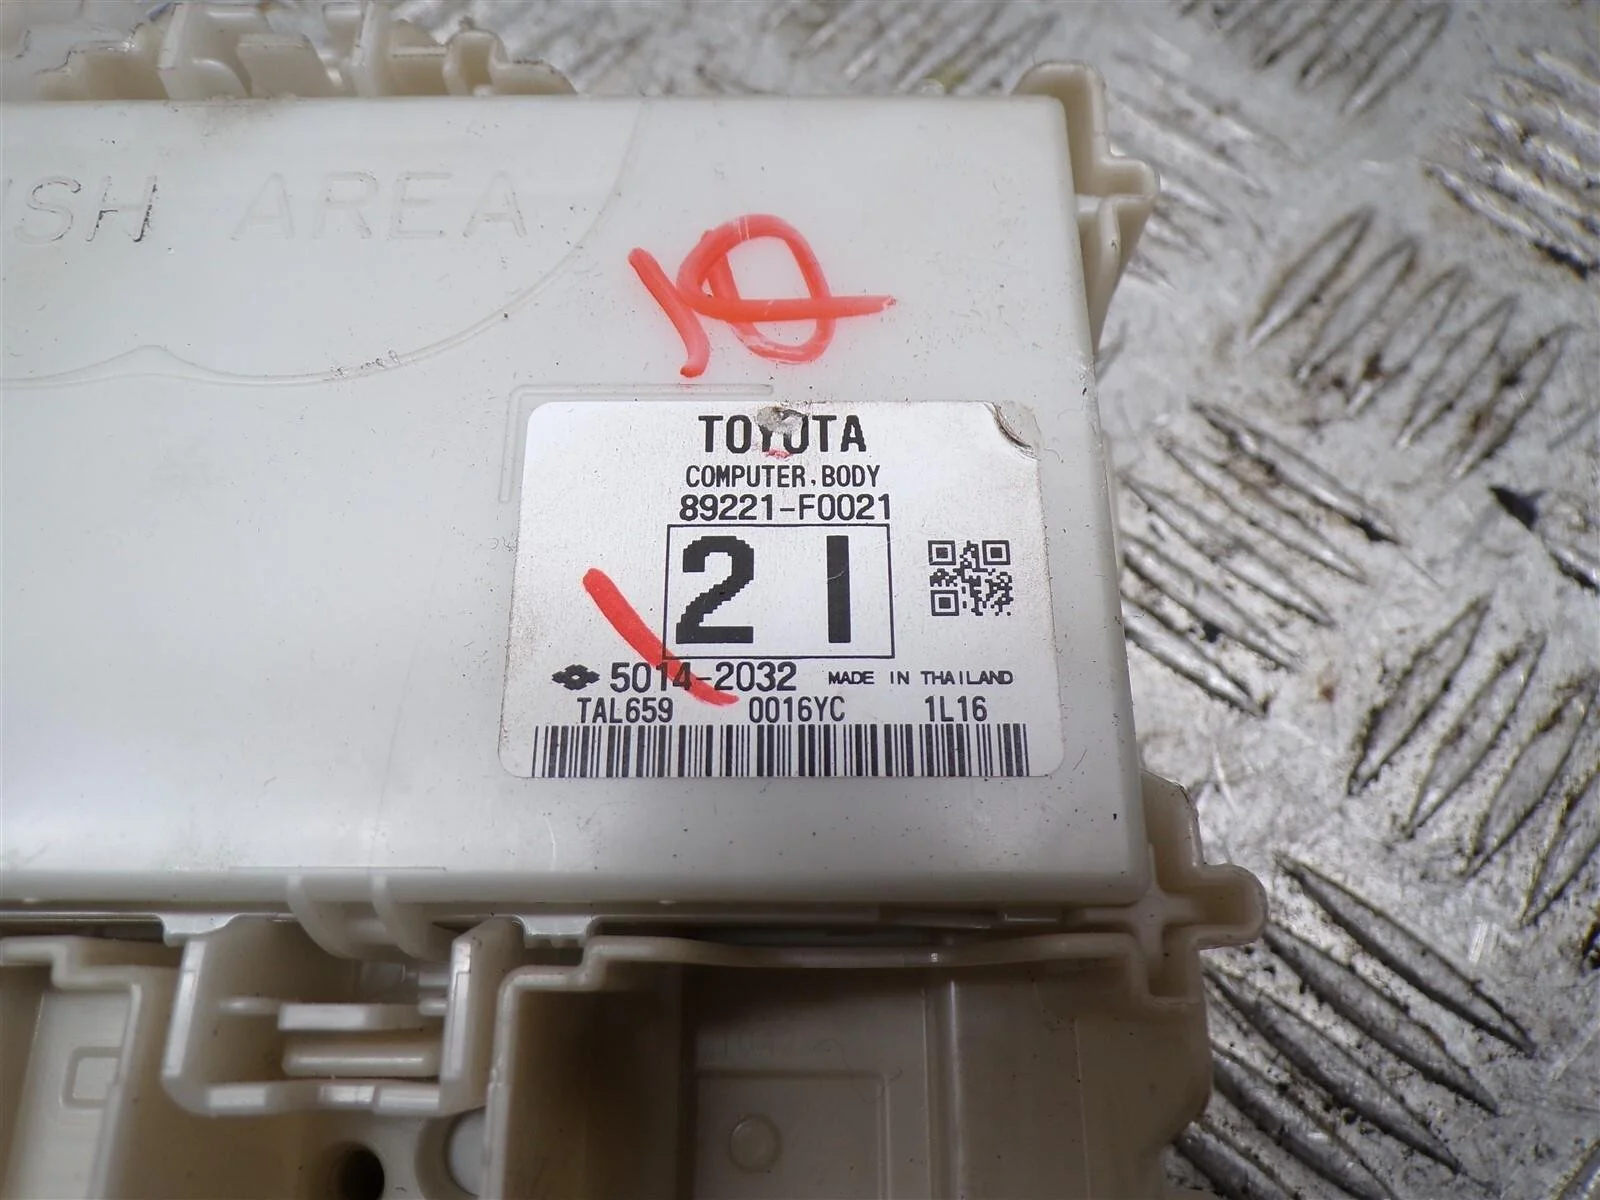 SH AREA
TOYOTA
COMPUTER, BODY
89221-F0021
21
5014-2032 MADE IN THAILAND
TAL659 0016YC 1L16